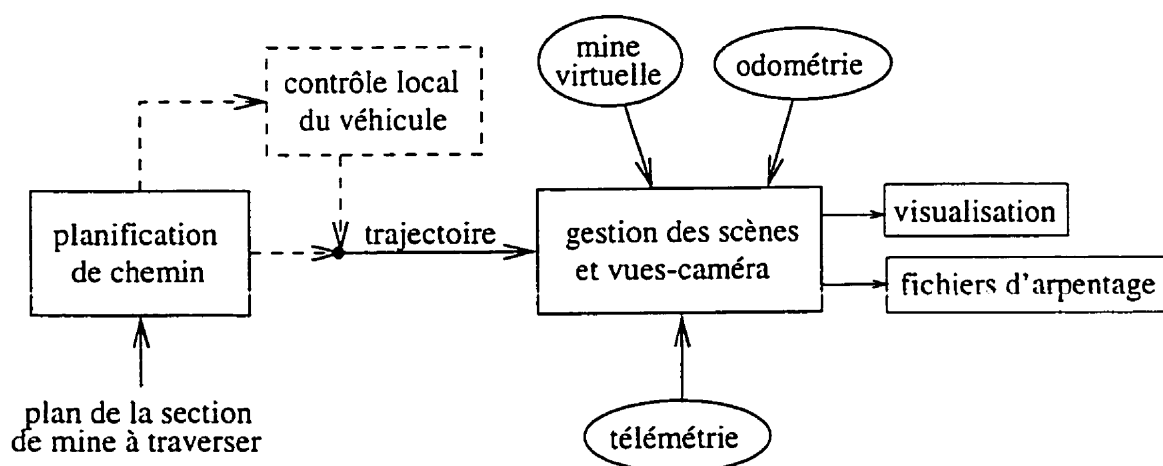 mine
virtuelle
odométrie
contrôle local
du véhicule
planification
de chemin
trajectoire
gestion des scènes
et vues-caméra
visualisation
fichiers d'arpentage
plan de la section
de mine à traverser
télémétrie